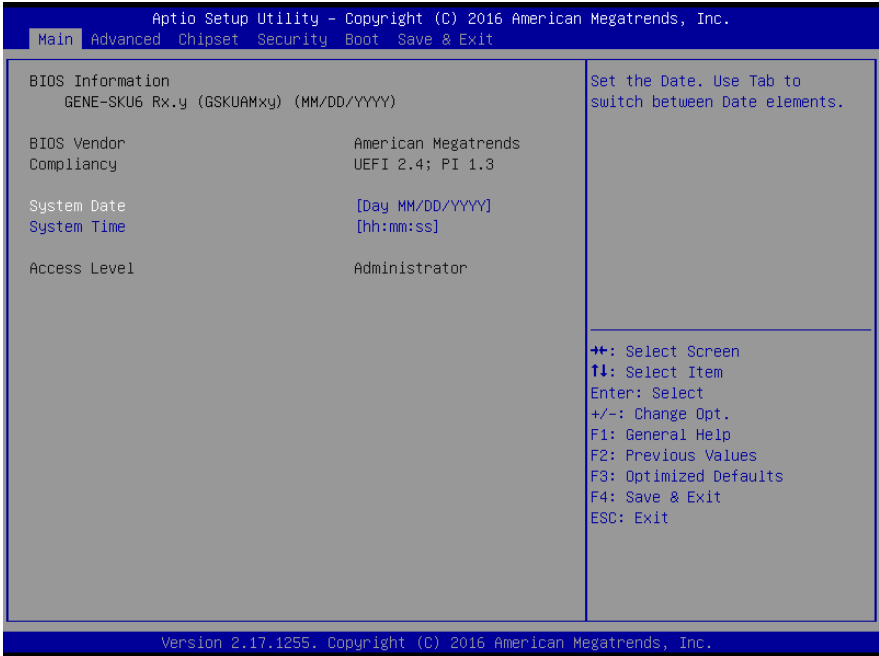 Aptio Setup Utility – Copyright (C) 2016 American Megatrends, Inc.
Main Advanced Chipset Security Boot Save & Exit
BIOS Information
GENE-SKU6 Rx.y (GSKUAMxy) (MM/DD/YYYY)
BIOS Vendor American Megatrends
Compliancy UEFI 2.4; PI 1.3
System Date [Day MM/DD/YYYY]
System Time [hh:mm:ss]
Access Level Administrator
Set the Date. Use Tab to
switch between Date elements.
→←: Select Screen
↑↓: Select Item
Enter: Select
+/-: Change Opt.
F1: General Help
F2: Previous Values
F3: Optimized Defaults
F4: Save & Exit
ESC: Exit
Version 2.17.1255. Copyright (C) 2016 American Megatrends, Inc.